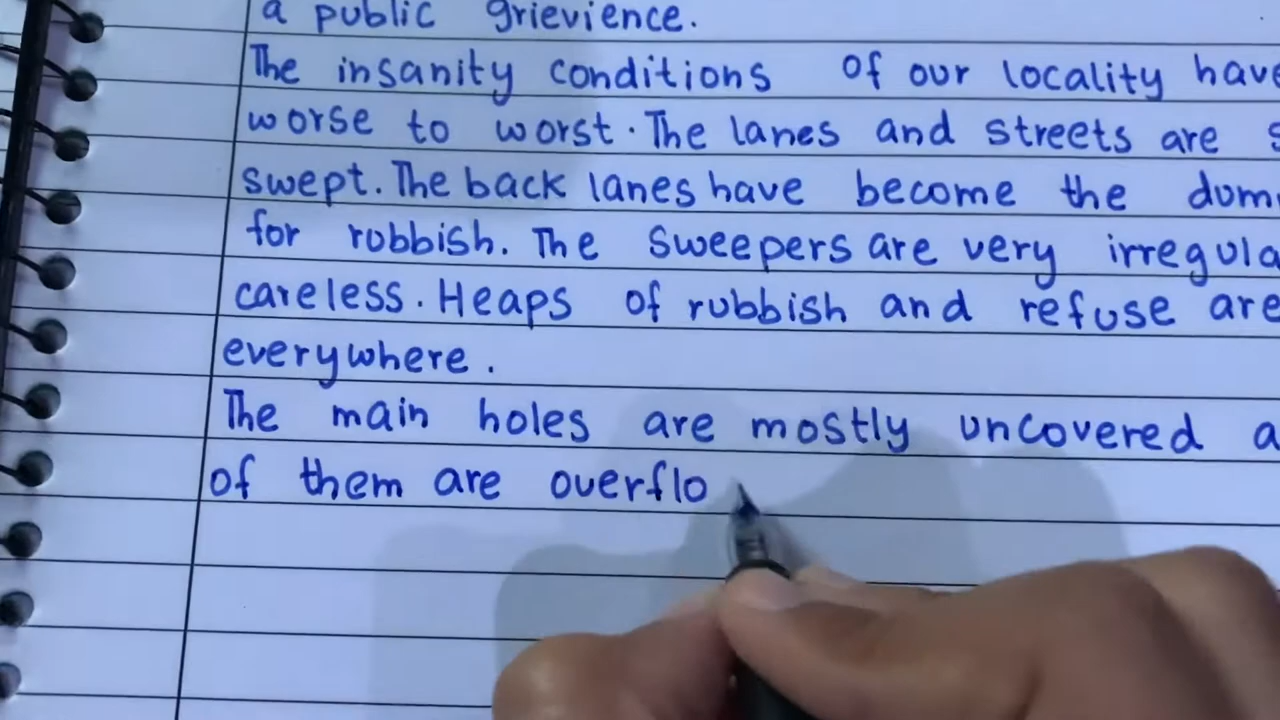 a public grievience.
The insanity conditions of our locality have
worse to worst. The lanes and streets are
swept. The back lanes have become the
for robbish. The sweepers are very
careless. Heaps of rubbish and refuse are
everywhere.
The main holes are mostly uncovered
of them are overflo